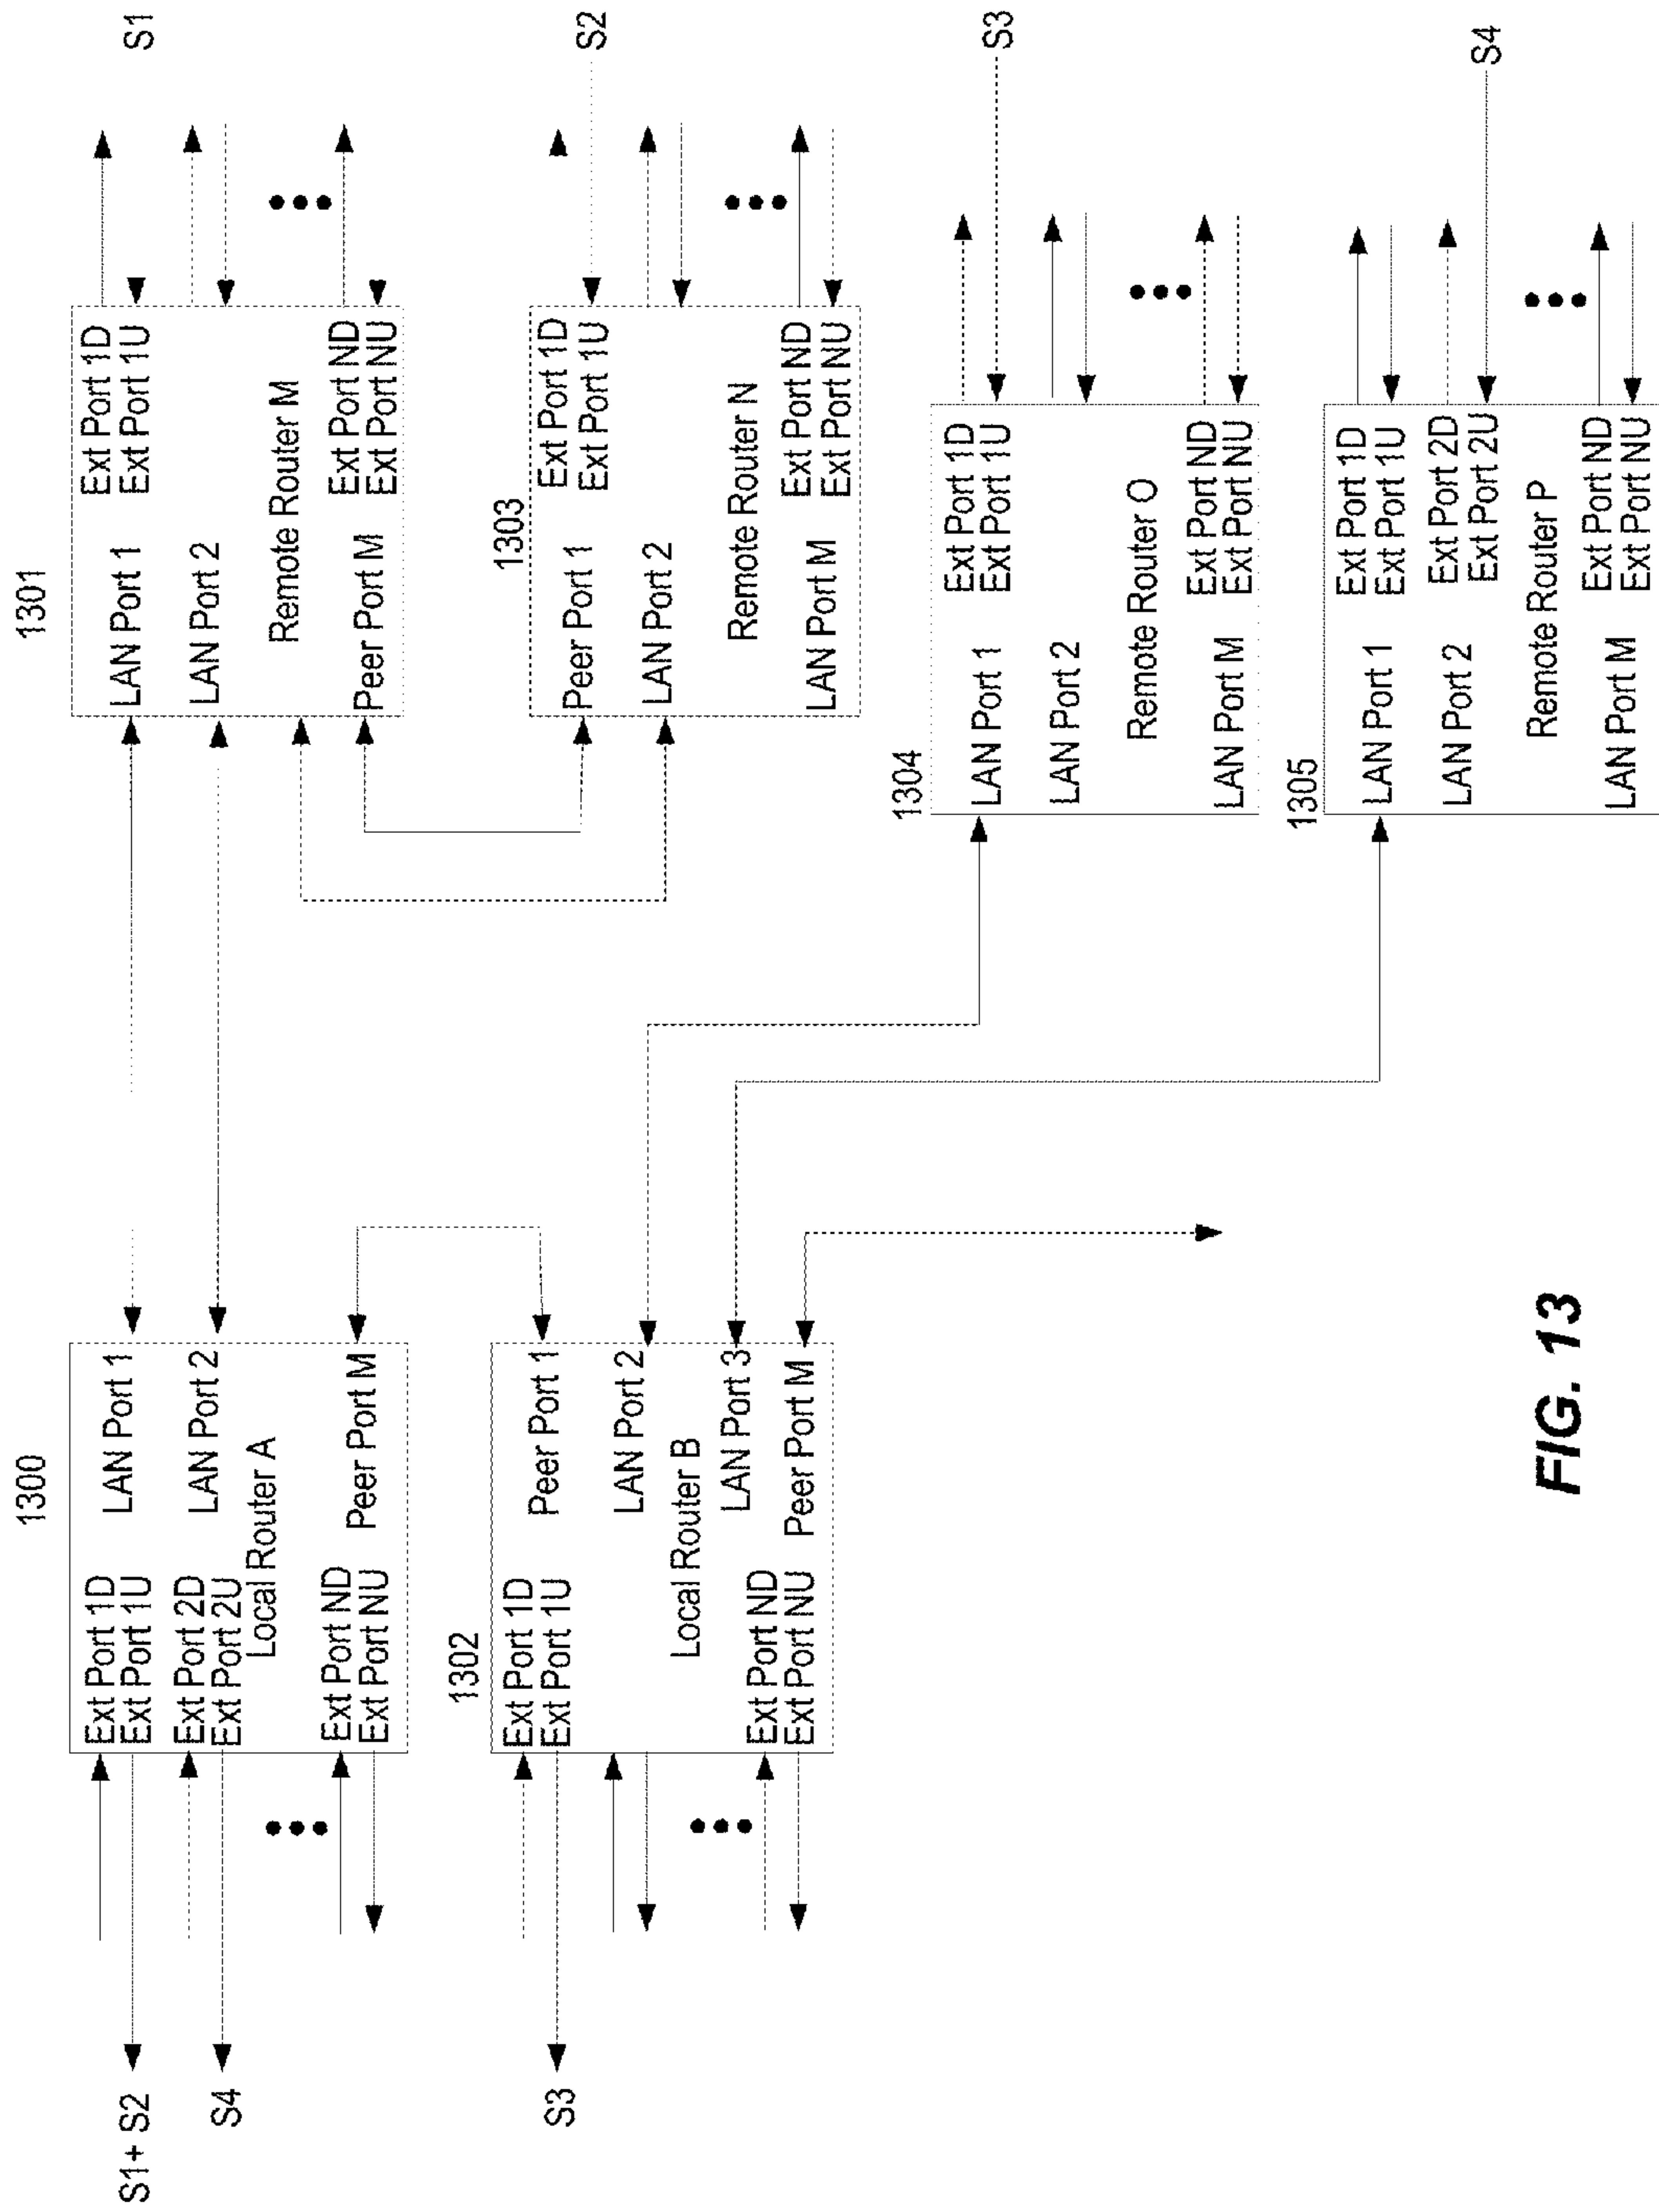 1300
Ext Port 1D
Ext Port 1U
LAN Port 1
Ext Port 2D
Ext Port 2U
LAN Port 2
Local Router A
Ext Port ND
Ext Port NU
Peer Port M
S1+ S2
S4
1301
LAN Port 1
Ext Port 1D
Ext Port 1U
LAN Port 2
Remote Router M
Peer Port M
Ext Port ND
Ext Port NU
S1
1302
Ext Port 1D
Ext Port 1U
Peer Port 1
LAN Port 2
Local Router B
LAN Port 3
Ext Port ND
Ext Port NU
Peer Port M
S3
1303
Peer Port 1
Ext Port 1D
Ext Port 1U
LAN Port 2
Remote Router N
LAN Port M
Ext Port ND
Ext Port NU
S2
1304
LAN Port 1
Ext Port 1D
Ext Port 1U
LAN Port 2
Remote Router O
LAN Port M
Ext Port ND
Ext Port NU
S3
1305
LAN Port 1
Ext Port 1D
Ext Port 1U
LAN Port 2
Ext Port 2D
Ext Port 2U
Remote Router P
LAN Port M
Ext Port ND
Ext Port NU
S4
FIG. 13